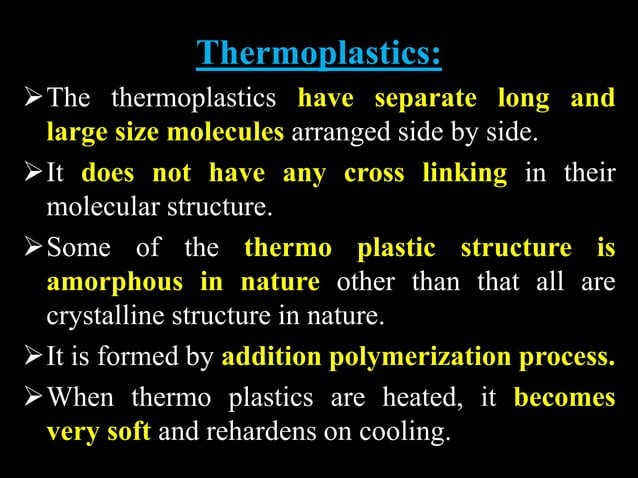 Thermoplastics:
➢The thermoplastics have separate long and
large size molecules arranged side by side.
➢It does not have any cross linking in their
molecular structure.
➢Some of the thermo plastic structure is
amorphous in nature other than that all are
crystalline structure in nature.
➢It is formed by addition polymerization process.
➢When thermo plastics are heated, it becomes
very soft and rehardens on cooling.